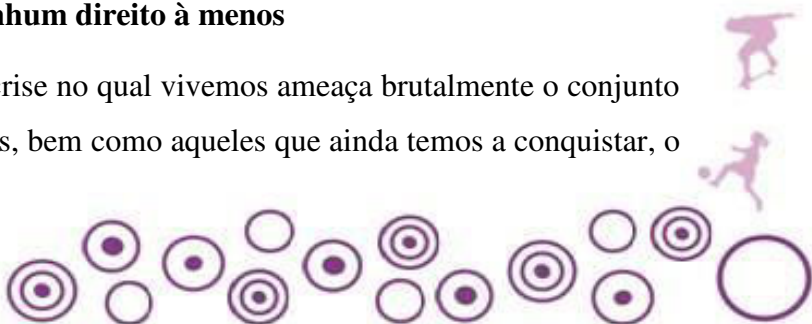 nhum direito à menos
rise no qual vivemos ameaça brutalmente o conjunto
s, bem como aqueles que ainda temos a conquistar, o